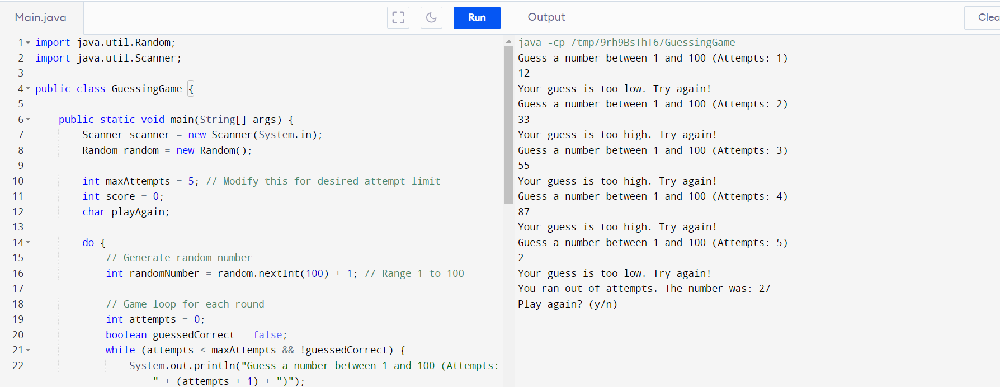 Main.java
Run
1 import java.util.Random;
2 import java.util.Scanner;
3
4 public class GuessingGame {
5
6 public static void main(String[] args) {
7 Scanner scanner = new Scanner(System.in);
8 Random random = new Random();
9
10 int maxAttempts = 5; // Modify this for desired attempt limit
11 int score = 0;
12 char playAgain;
13
14 do {
15 // Generate random number
16 int randomNumber = random.nextInt(100) + 1; // Range 1 to 100
17
18 // Game loop for each round
19 int attempts = 0;
20 boolean guessedCorrect = false;
21 while (attempts < maxAttempts && !guessedCorrect) {
22 System.out.println("Guess a number between 1 and 100 (Attempts:
" + (attempts + 1) + ")");
Output
Clea
java -cp /tmp/9rh9BsThT6/GuessingGame
Guess a number between 1 and 100 (Attempts: 1)
12
Your guess is too low. Try again!
Guess a number between 1 and 100 (Attempts: 2)
33
Your guess is too high. Try again!
Guess a number between 1 and 100 (Attempts: 3)
55
Your guess is too high. Try again!
Guess a number between 1 and 100 (Attempts: 4)
87
Your guess is too high. Try again!
Guess a number between 1 and 100 (Attempts: 5)
2
Your guess is too low. Try again!
You ran out of attempts. The number was: 27
Play again? (y/n)